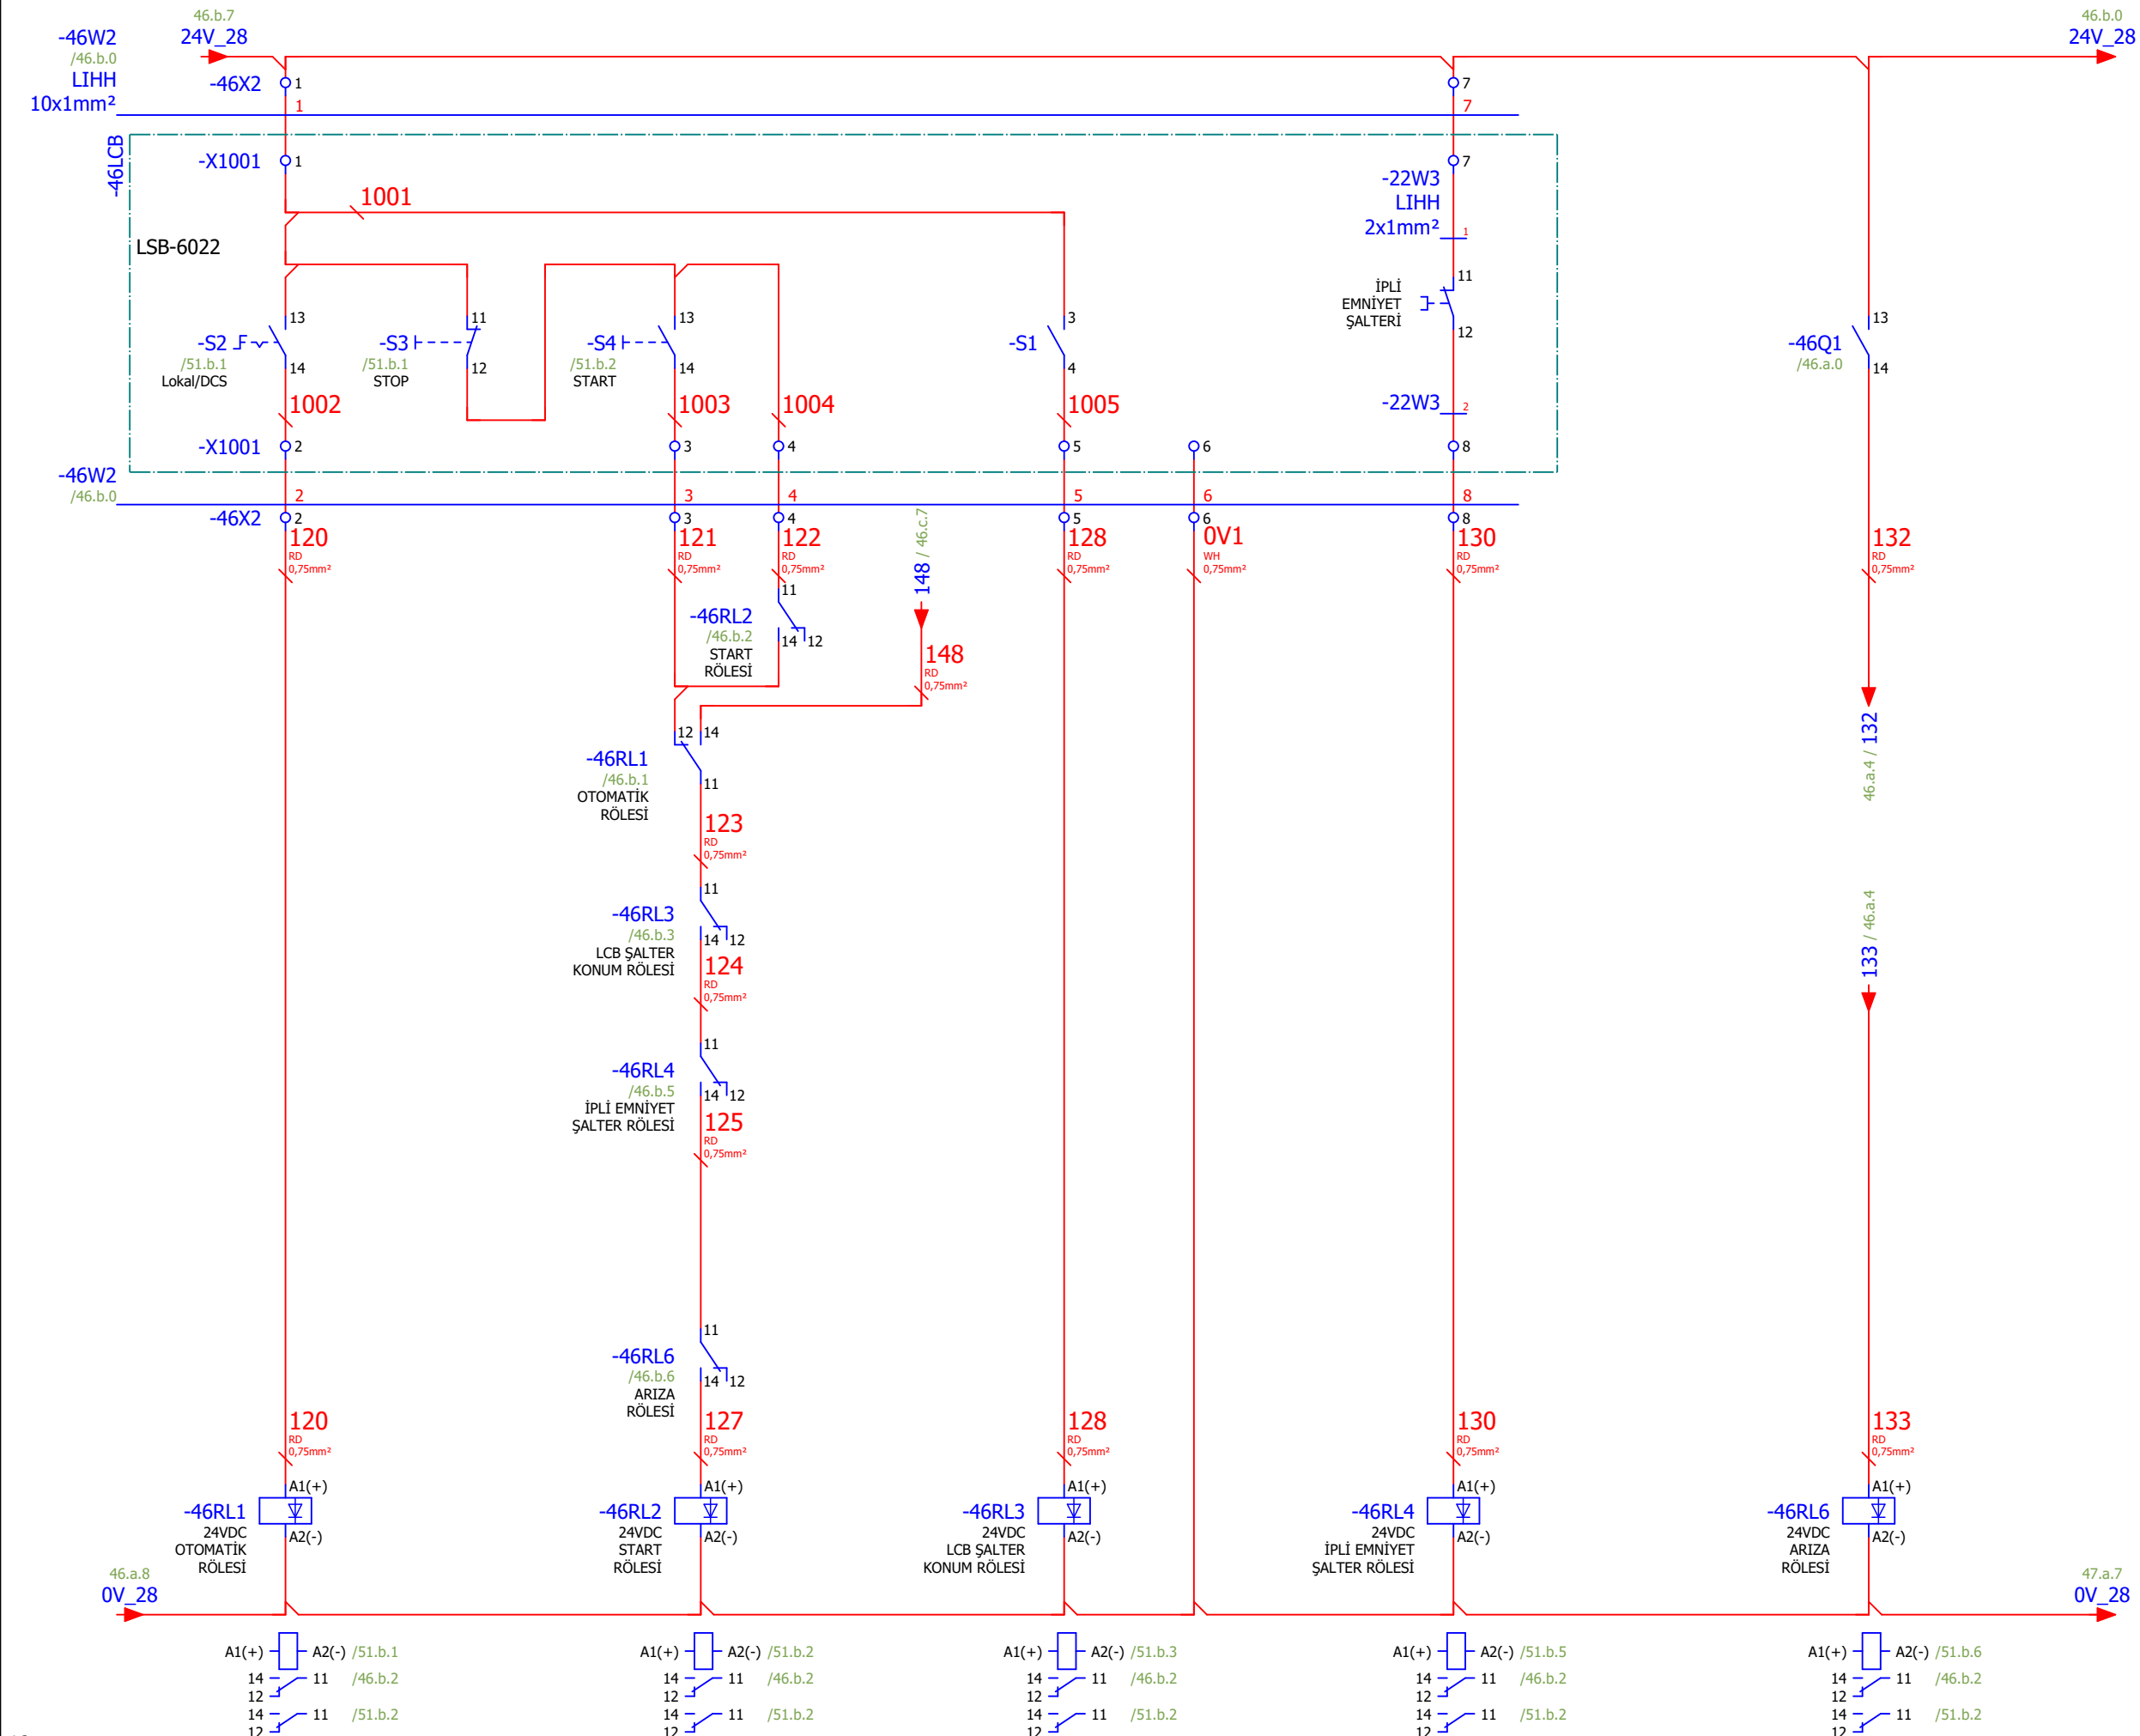 46.b.7
24V_28
46.b.0
24V_28
-46W2
/46.b.0
LIHH
10x1mm²
-46X2
1
1
7
7
-46LCB
-X1001
1
7
1001
-22W3
LIHH
2x1mm²
1
LSB-6022
-S2
/51.b.1
Lokal/DCS
13
14
-S3
/51.b.1
STOP
11
12
-S4
/51.b.2
START
13
14
-S1
3
4
İPLİ
EMNİYET
ŞALTERİ
11
12
-46Q1
/46.a.0
13
14
1002
1003
1004
1005
-22W3
2
-X1001
2
3
4
5
6
8
-46W2
/46.b.0
2
3
4
5
6
8
-46X2
2
3
4
5
6
8
120
RD
0,75mm²
121
RD
0,75mm²
122
RD
0,75mm²
148 / 46.c.7
128
RD
0,75mm²
0V1
WH
0,75mm²
130
RD
0,75mm²
132
RD
0,75mm²
-46RL2
/46.b.2
START
RÖLESİ
11
14
12
148
RD
0,75mm²
46.a.4 / 132
-46RL1
/46.b.1
OTOMATİK
RÖLESİ
12
14
11
123
RD
0,75mm²
-46RL3
/46.b.3
LCB ŞALTER
KONUM RÖLESİ
11
14
12
124
RD
0,75mm²
133 / 46.a.4
-46RL4
/46.b.5
İPLİ EMNİYET
ŞALTER RÖLESİ
11
14
12
125
RD
0,75mm²
-46RL6
/46.b.6
ARIZA
RÖLESİ
11
14
12
120
RD
0,75mm²
127
RD
0,75mm²
128
RD
0,75mm²
130
RD
0,75mm²
133
RD
0,75mm²
-46RL1
24VDC
OTOMATİK
RÖLESİ
A1(+)
A2(-)
-46RL2
24VDC
START
RÖLESİ
A1(+)
A2(-)
-46RL3
24VDC
LCB ŞALTER
KONUM RÖLESİ
A1(+)
A2(-)
-46RL4
24VDC
İPLİ EMNİYET
ŞALTER RÖLESİ
A1(+)
A2(-)
-46RL6
24VDC
ARIZA
RÖLESİ
A1(+)
A2(-)
46.a.8
0V_28
47.a.7
0V_28
A1(+) A2(-) /51.b.1
14 11 /46.b.2
12
14 11 /51.b.2
12
A1(+) A2(-) /51.b.2
14 11 /46.b.2
12
14 11 /51.b.2
12
A1(+) A2(-) /51.b.3
14 11 /46.b.2
12
14 11 /51.b.2
12
A1(+) A2(-) /51.b.5
14 11 /46.b.2
12
14 11 /51.b.2
12
A1(+) A2(-) /51.b.6
14 11 /46.b.2
12
14 11 /51.b.2
12